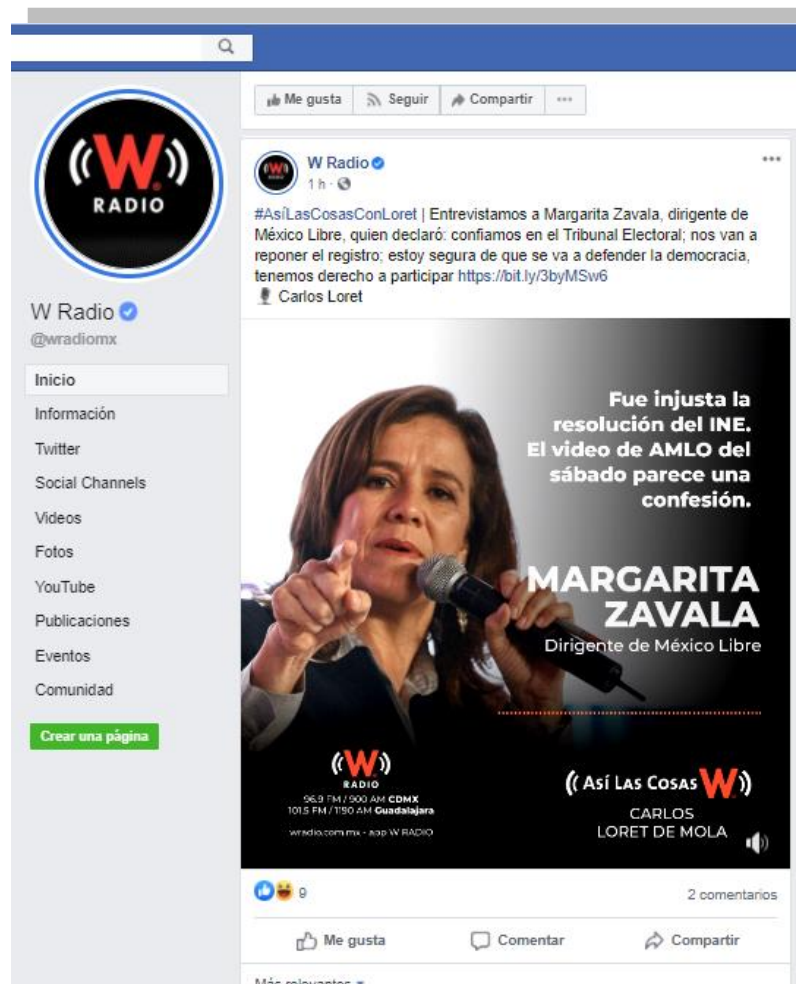 Me gusta
Seguir
Compartir
W
RADIO
W Radio
@wradiomx
Inicio
Información
Twitter
Social Channels
Videos
Fotos
YouTube
Publicaciones
Eventos
Comunidad
Crear una página
W Radio
1 h ·
#AsíLasCosasConLoret | Entrevistamos a Margarita Zavala, dirigente de
México Libre, quien declaró: confiamos en el Tribunal Electoral; nos van a
reponer el registro; estoy segura de que se va a defender la democracia,
tenemos derecho a participar https://bit.ly/3byMSw6
Carlos Loret
Fue injusta la
resolución del INE.
El video de AMLO del
sábado parece una
confesión.
MARGARITA
ZAVALA
Dirigente de México Libre
W
RADIO
96.9 FM / 900 AM CDMX
101.5 FM / 1190 AM Guadalajara
wradio.com.mx - app W RADIO
Así Las Cosas W
CARLOS
LORET DE MOLA
9
2 comentarios
Me gusta
Comentar
Compartir
Más relevantes